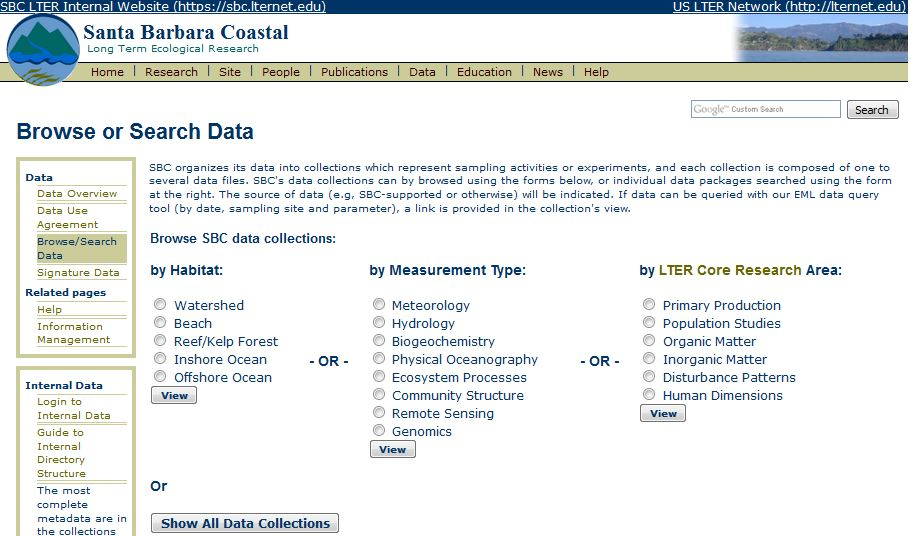 SBC LTER Internal Website (https://sbc.lternet.edu)
US LTER Network (http://lternet.edu)
Santa Barbara Coastal
Long Term Ecological Research
Home | Research | Site | People | Publications | Data | Education | News | Help
Google™ Custom Search
Search
Browse or Search Data
Data
Data Overview
Data Use
Agreement
Browse/Search
Data
Signature Data
Related pages
Help
Information
Management
Internal Data
Login to
Internal Data
Guide to
Internal
Directory
Structure
The most
complete
metadata are in
the collections
SBC organizes its data into collections which represent sampling activities or experiments, and each collection is composed of one to
several data files. SBC's data collections can by browsed using the forms below, or individual data packages searched using the form
at the right. The source of data (e.g, SBC-supported or otherwise) will be indicated. If data can be queried with our EML data query
tool (by date, sampling site and parameter), a link is provided in the collection's view.
Browse SBC data collections:
by Habitat:
Watershed
Beach
Reef/Kelp Forest
Inshore Ocean
Offshore Ocean
View
- OR -
by Measurement Type:
Meteorology
Hydrology
Biogeochemistry
Physical Oceanography
Ecosystem Processes
Community Structure
Remote Sensing
Genomics
View
- OR -
by LTER Core Research Area:
Primary Production
Population Studies
Organic Matter
Inorganic Matter
Disturbance Patterns
Human Dimensions
View
Or
Show All Data Collections